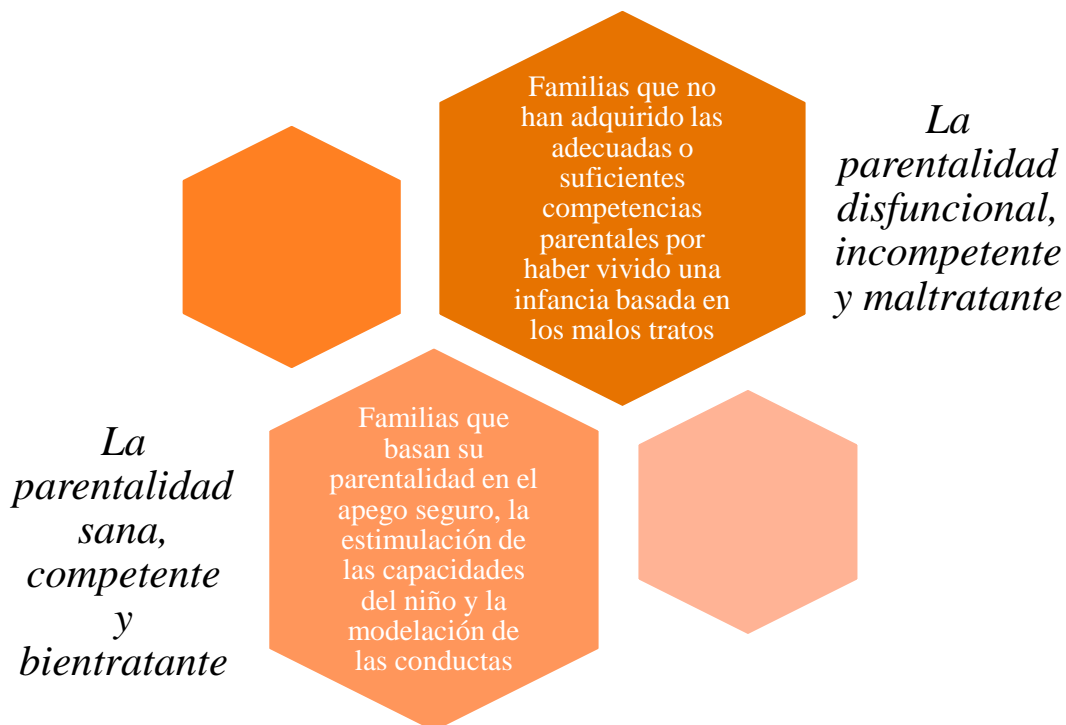 Familias que no
han adquirido las
adecuadas o
suficientes
competencias
parentales por
haber vivido una
infancia basada en
los malos tratos
La
parentalidad
disfuncional,
incompetente
y maltratante
La
parentalidad
sana,
competente
y
bientratante
Familias que
basan su
parentalidad en el
apego seguro, la
estimulación de
las capacidades
del niño y la
modelación de
las conductas